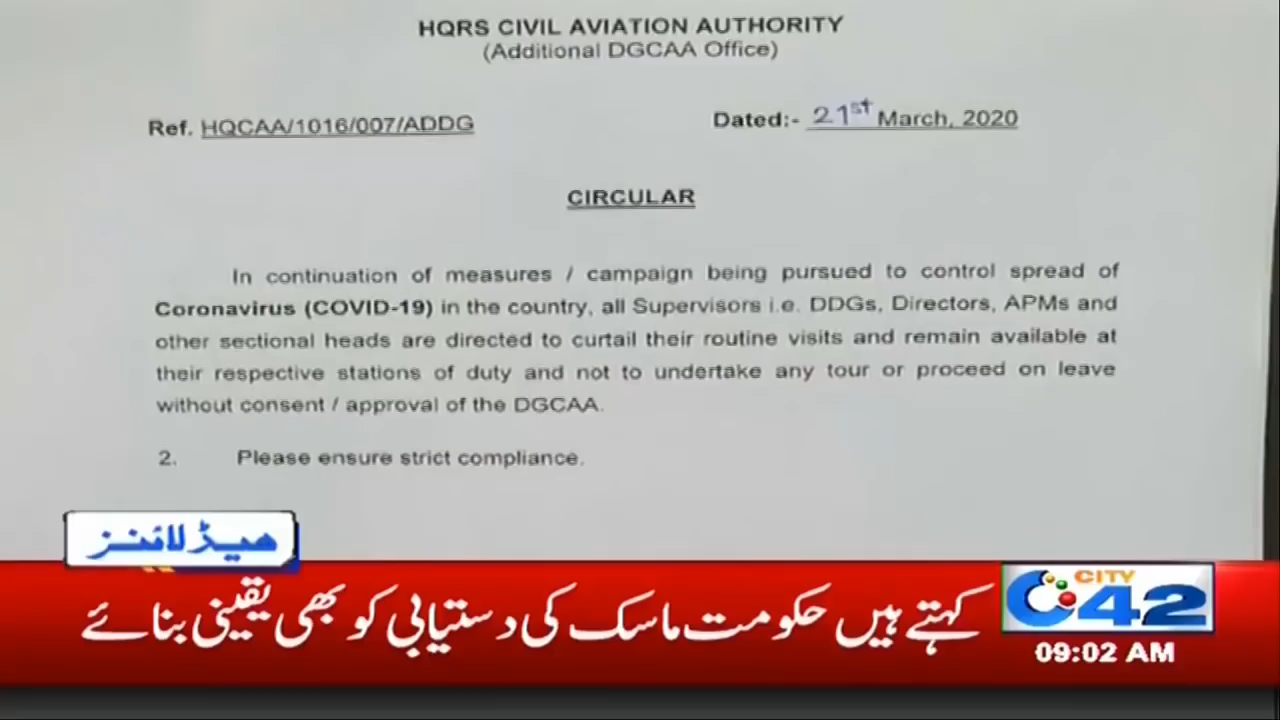 HQRS CIVIL AVIATION AUTHORITY
(Additional DGCAA Office)
Ref. HQCAA/1016/007/ADDG
Dated:- 21st March, 2020
CIRCULAR
In continuation of measures / campaign being pursued to control spread of
Coronavirus (COVID-19) in the country, all Supervisors i.e. DDGs, Directors, APMs and
other sectional heads are directed to curtail their routine visits and remain available at
their respective stations of duty and not to undertake any tour or proceed on leave
without consent / approval of the DGCAA.
2. Please ensure strict compliance.
ہیڈ لائنز
کہتے ہیں حکومت ماسک کی دستیابی کو بھی یقینی بنائے
CITY
42
09:02 AM